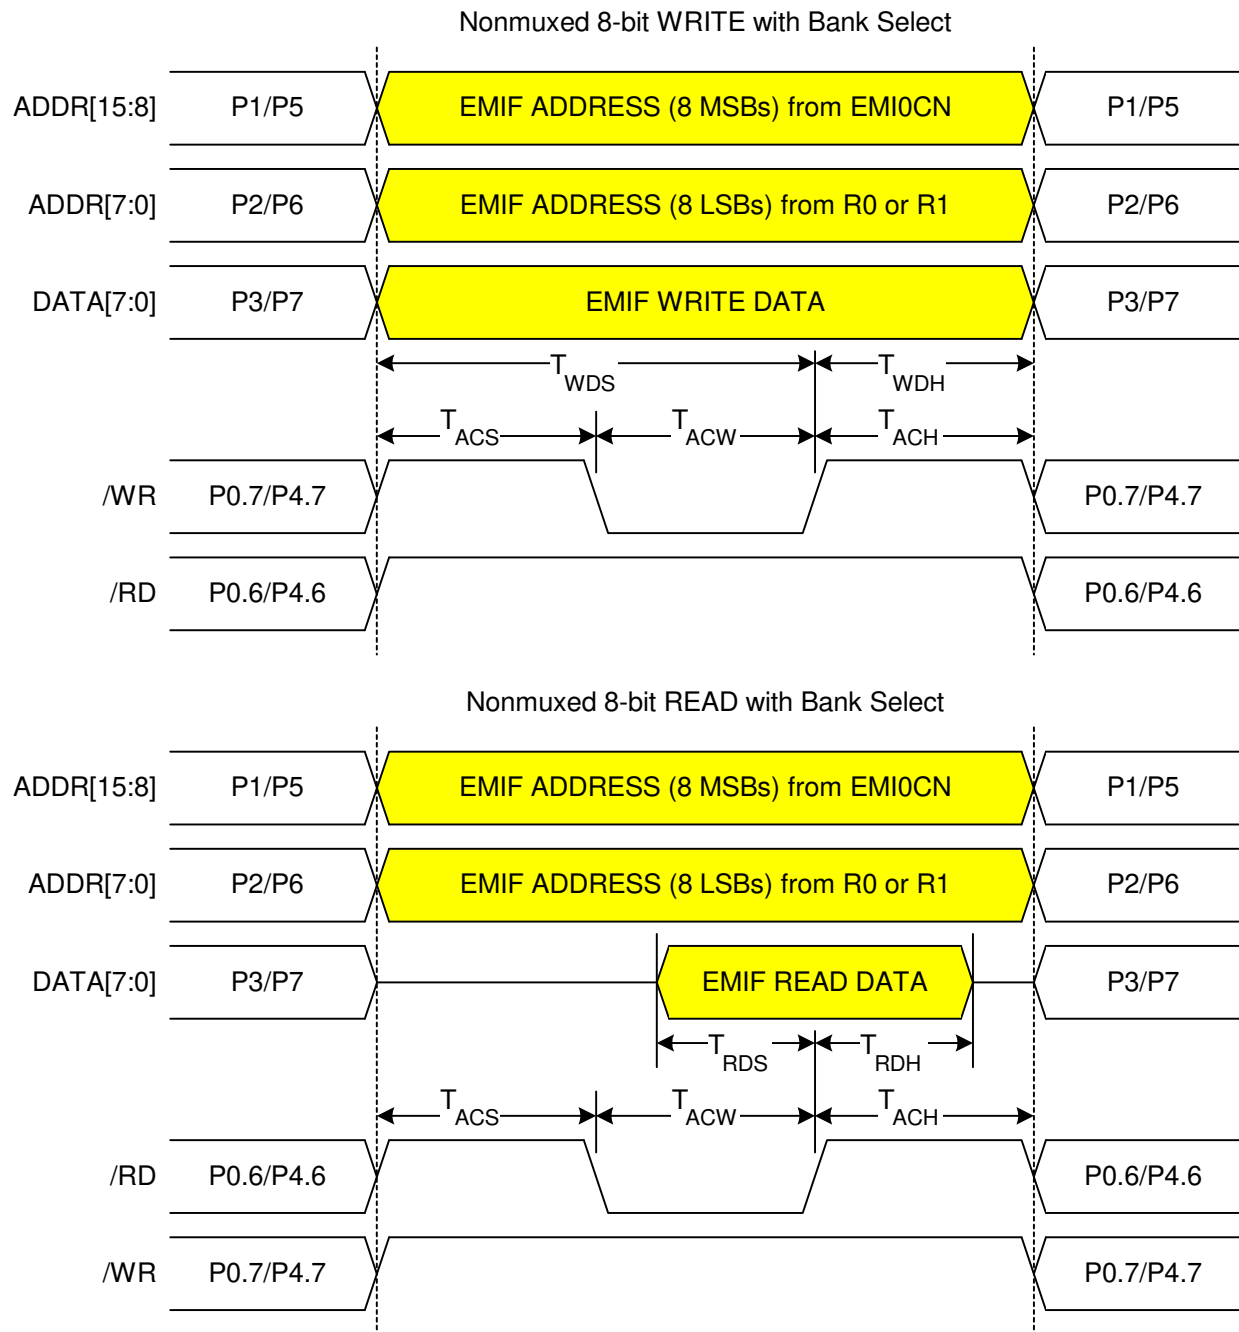 Nonmuxed 8-bit WRITE with Bank Select
ADDR[15:8] P1/P5 EMIF ADDRESS (8 MSBs) from EMI0CN P1/P5
ADDR[7:0] P2/P6 EMIF ADDRESS (8 LSBs) from R0 or R1 P2/P6
DATA[7:0] P3/P7 EMIF WRITE DATA P3/P7
TWDS TWDH
TACS TACW TACH
/WR P0.7/P4.7 P0.7/P4.7
/RD P0.6/P4.6 P0.6/P4.6
Nonmuxed 8-bit READ with Bank Select
ADDR[15:8] P1/P5 EMIF ADDRESS (8 MSBs) from EMI0CN P1/P5
ADDR[7:0] P2/P6 EMIF ADDRESS (8 LSBs) from R0 or R1 P2/P6
DATA[7:0] P3/P7 EMIF READ DATA P3/P7
TRDS TRDH
TACS TACW TACH
/RD P0.6/P4.6 P0.6/P4.6
/WR P0.7/P4.7 P0.7/P4.7